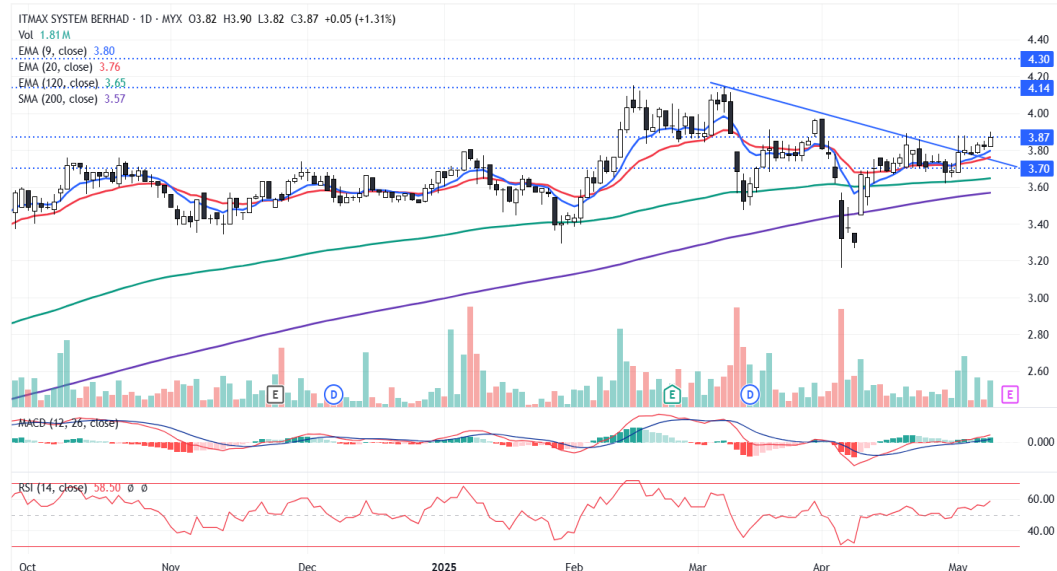 ITMAX SYSTEM BERHAD · 1D · MYX O3.82 H3.90 L3.82 C3.87 +0.05 (+1.31%)
Vol 1.81M
EMA (9, close) 3.80
EMA (20, close) 3.76
EMA (120, close) 3.65
SMA (200, close) 3.57
4.40
4.30
4.20
4.14
4.00
3.87
3.80
3.70
3.60
3.40
3.20
3.00
2.80
2.60
E D E D E
MACD (12, 26, close)
0.000
RSI (14, close) 58.50 ø ø
60.00
40.00
Oct Nov Dec 2025 Feb Mar Apr May